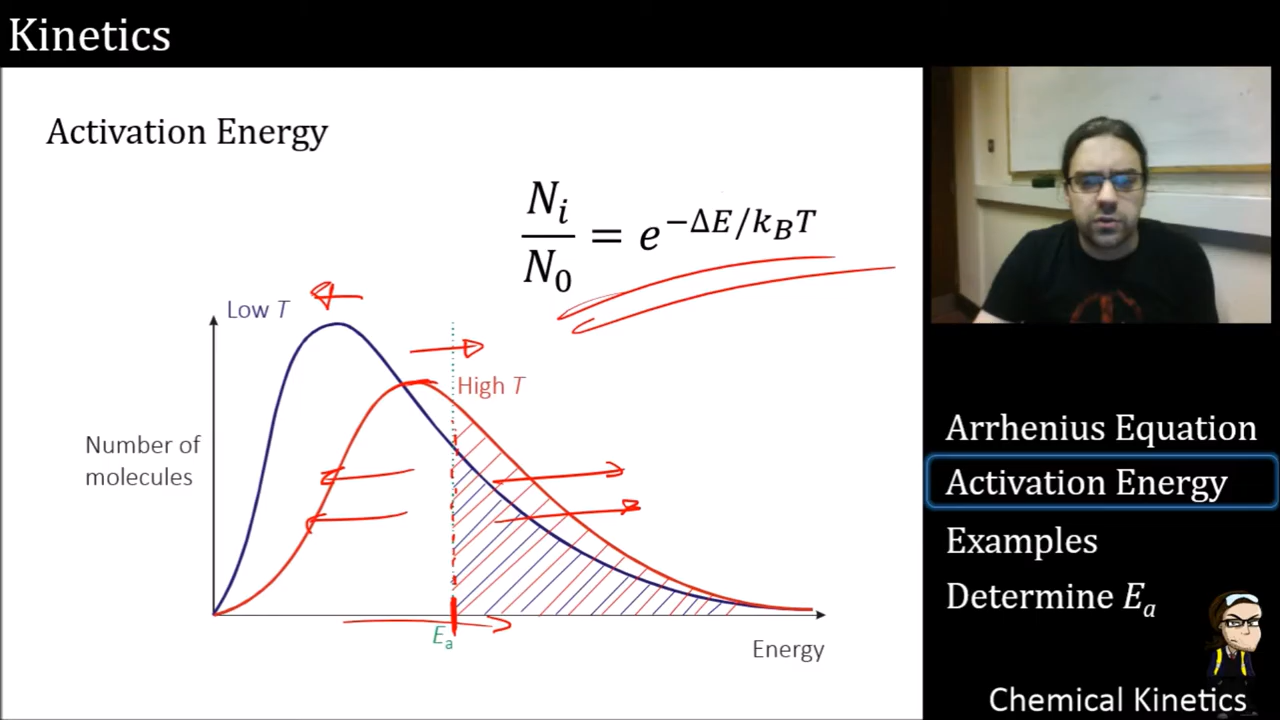 Kinetics
Activation Energy
N_i/N_0 = e^{-ΔE/k_BT}
Low T
High T
Number of
molecules
E_a
Energy
Arrhenius Equation
Activation Energy
Examples
Determine E_a
Chemical Kinetics